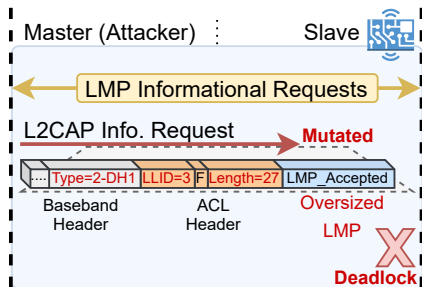 Master (Attacker)
Slave
LMP Informational Requests
L2CAP Info. Request
Mutated
.... Type=2-DH1 LLID=3 F Length=27 LMP_Accepted
Baseband Header
ACL Header
Oversized LMP
Deadlock